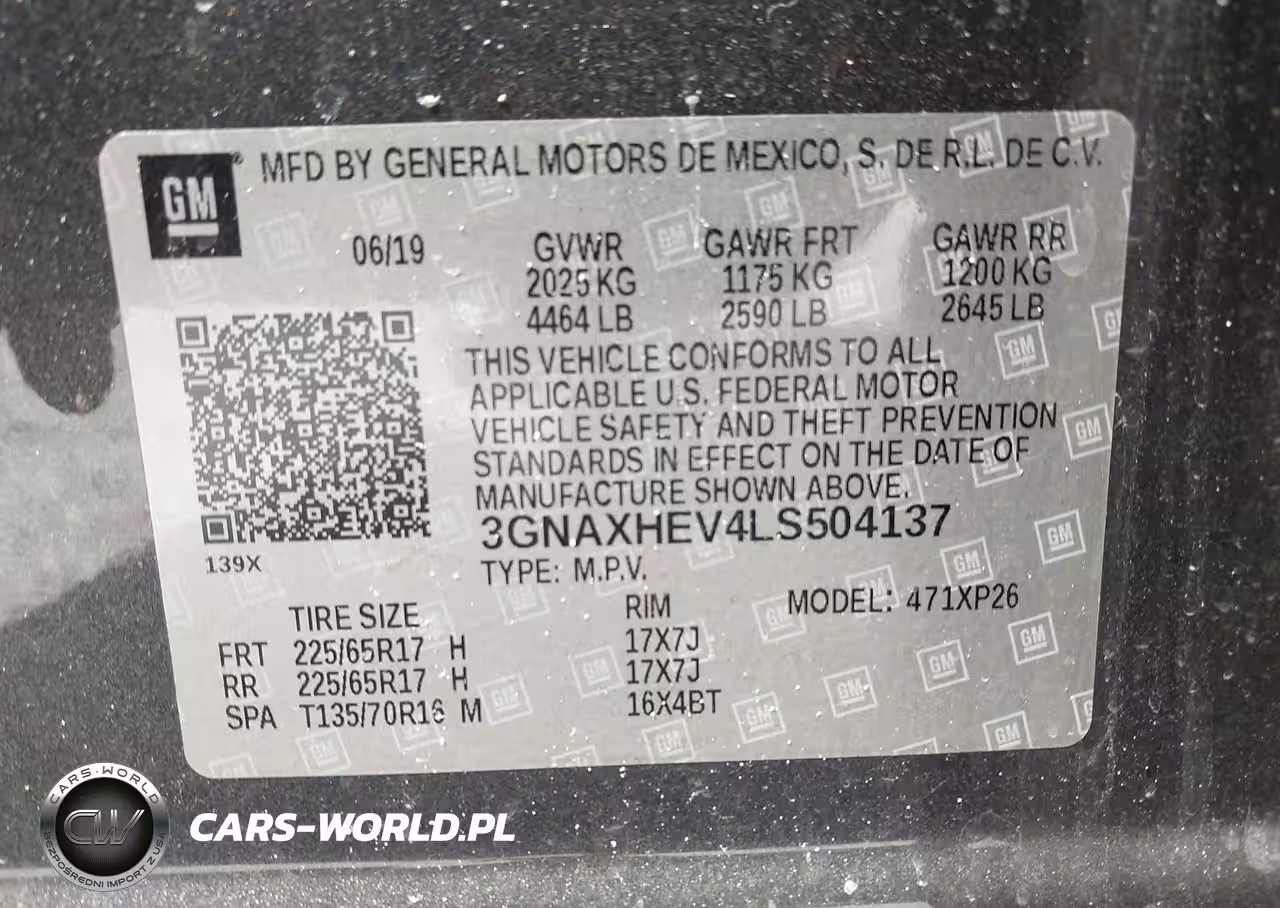 GM
MFD BY GENERAL MOTORS DE MEXICO, S. DE R.L. DE C.V.
06/19
GVWR GAWR FRT GAWR RR
2025 KG 1175 KG 1200 KG
4464 LB 2590 LB 2645 LB
THIS VEHICLE CONFORMS TO ALL
APPLICABLE U.S. FEDERAL MOTOR
VEHICLE SAFETY AND THEFT PREVENTION
STANDARDS IN EFFECT ON THE DATE OF
MANUFACTURE SHOWN ABOVE.
3GNAXHEV4LS504137
139X
TYPE: M.P.V.
TIRE SIZE RIM MODEL: 471XP26
FRT 225/65R17 H 17X7J
RR 225/65R17 H 17X7J
SPA T135/70R16 M 16X4BT
CARS-WORLD
CW
BEZPOŚREDNI IMPORT Z USA
CARS-WORLD.PL